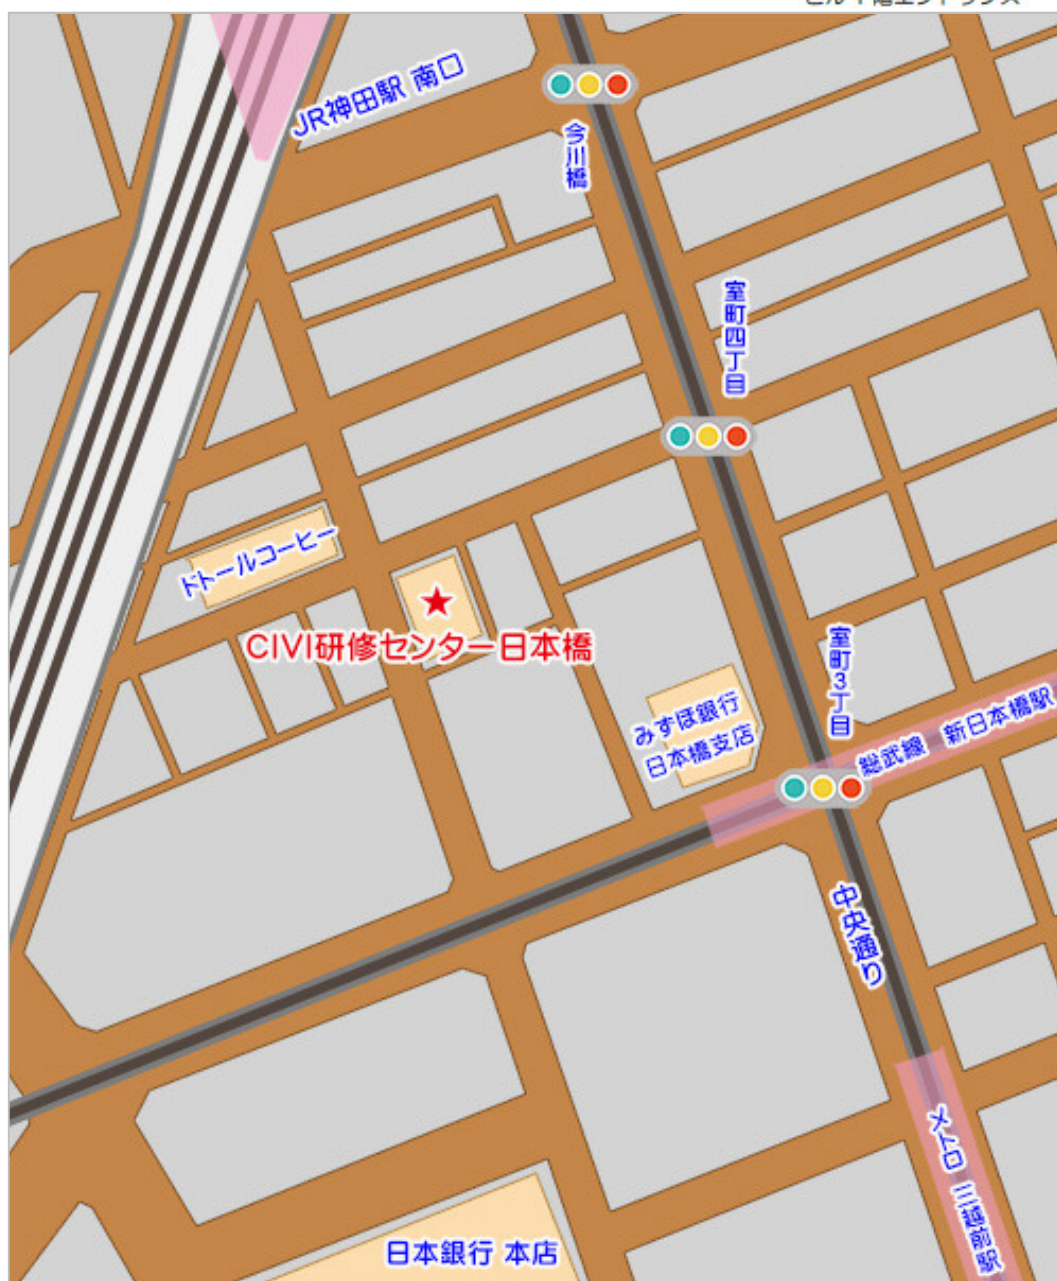 JR神田駅 南口
今川橋
室町四丁目
ドトールコーヒー
CIVI研修センター日本橋
室町3丁目
みずほ銀行
日本橋支店
総武線 新日本橋駅
中央通り
メトロ 三越前駅
日本銀行 本店